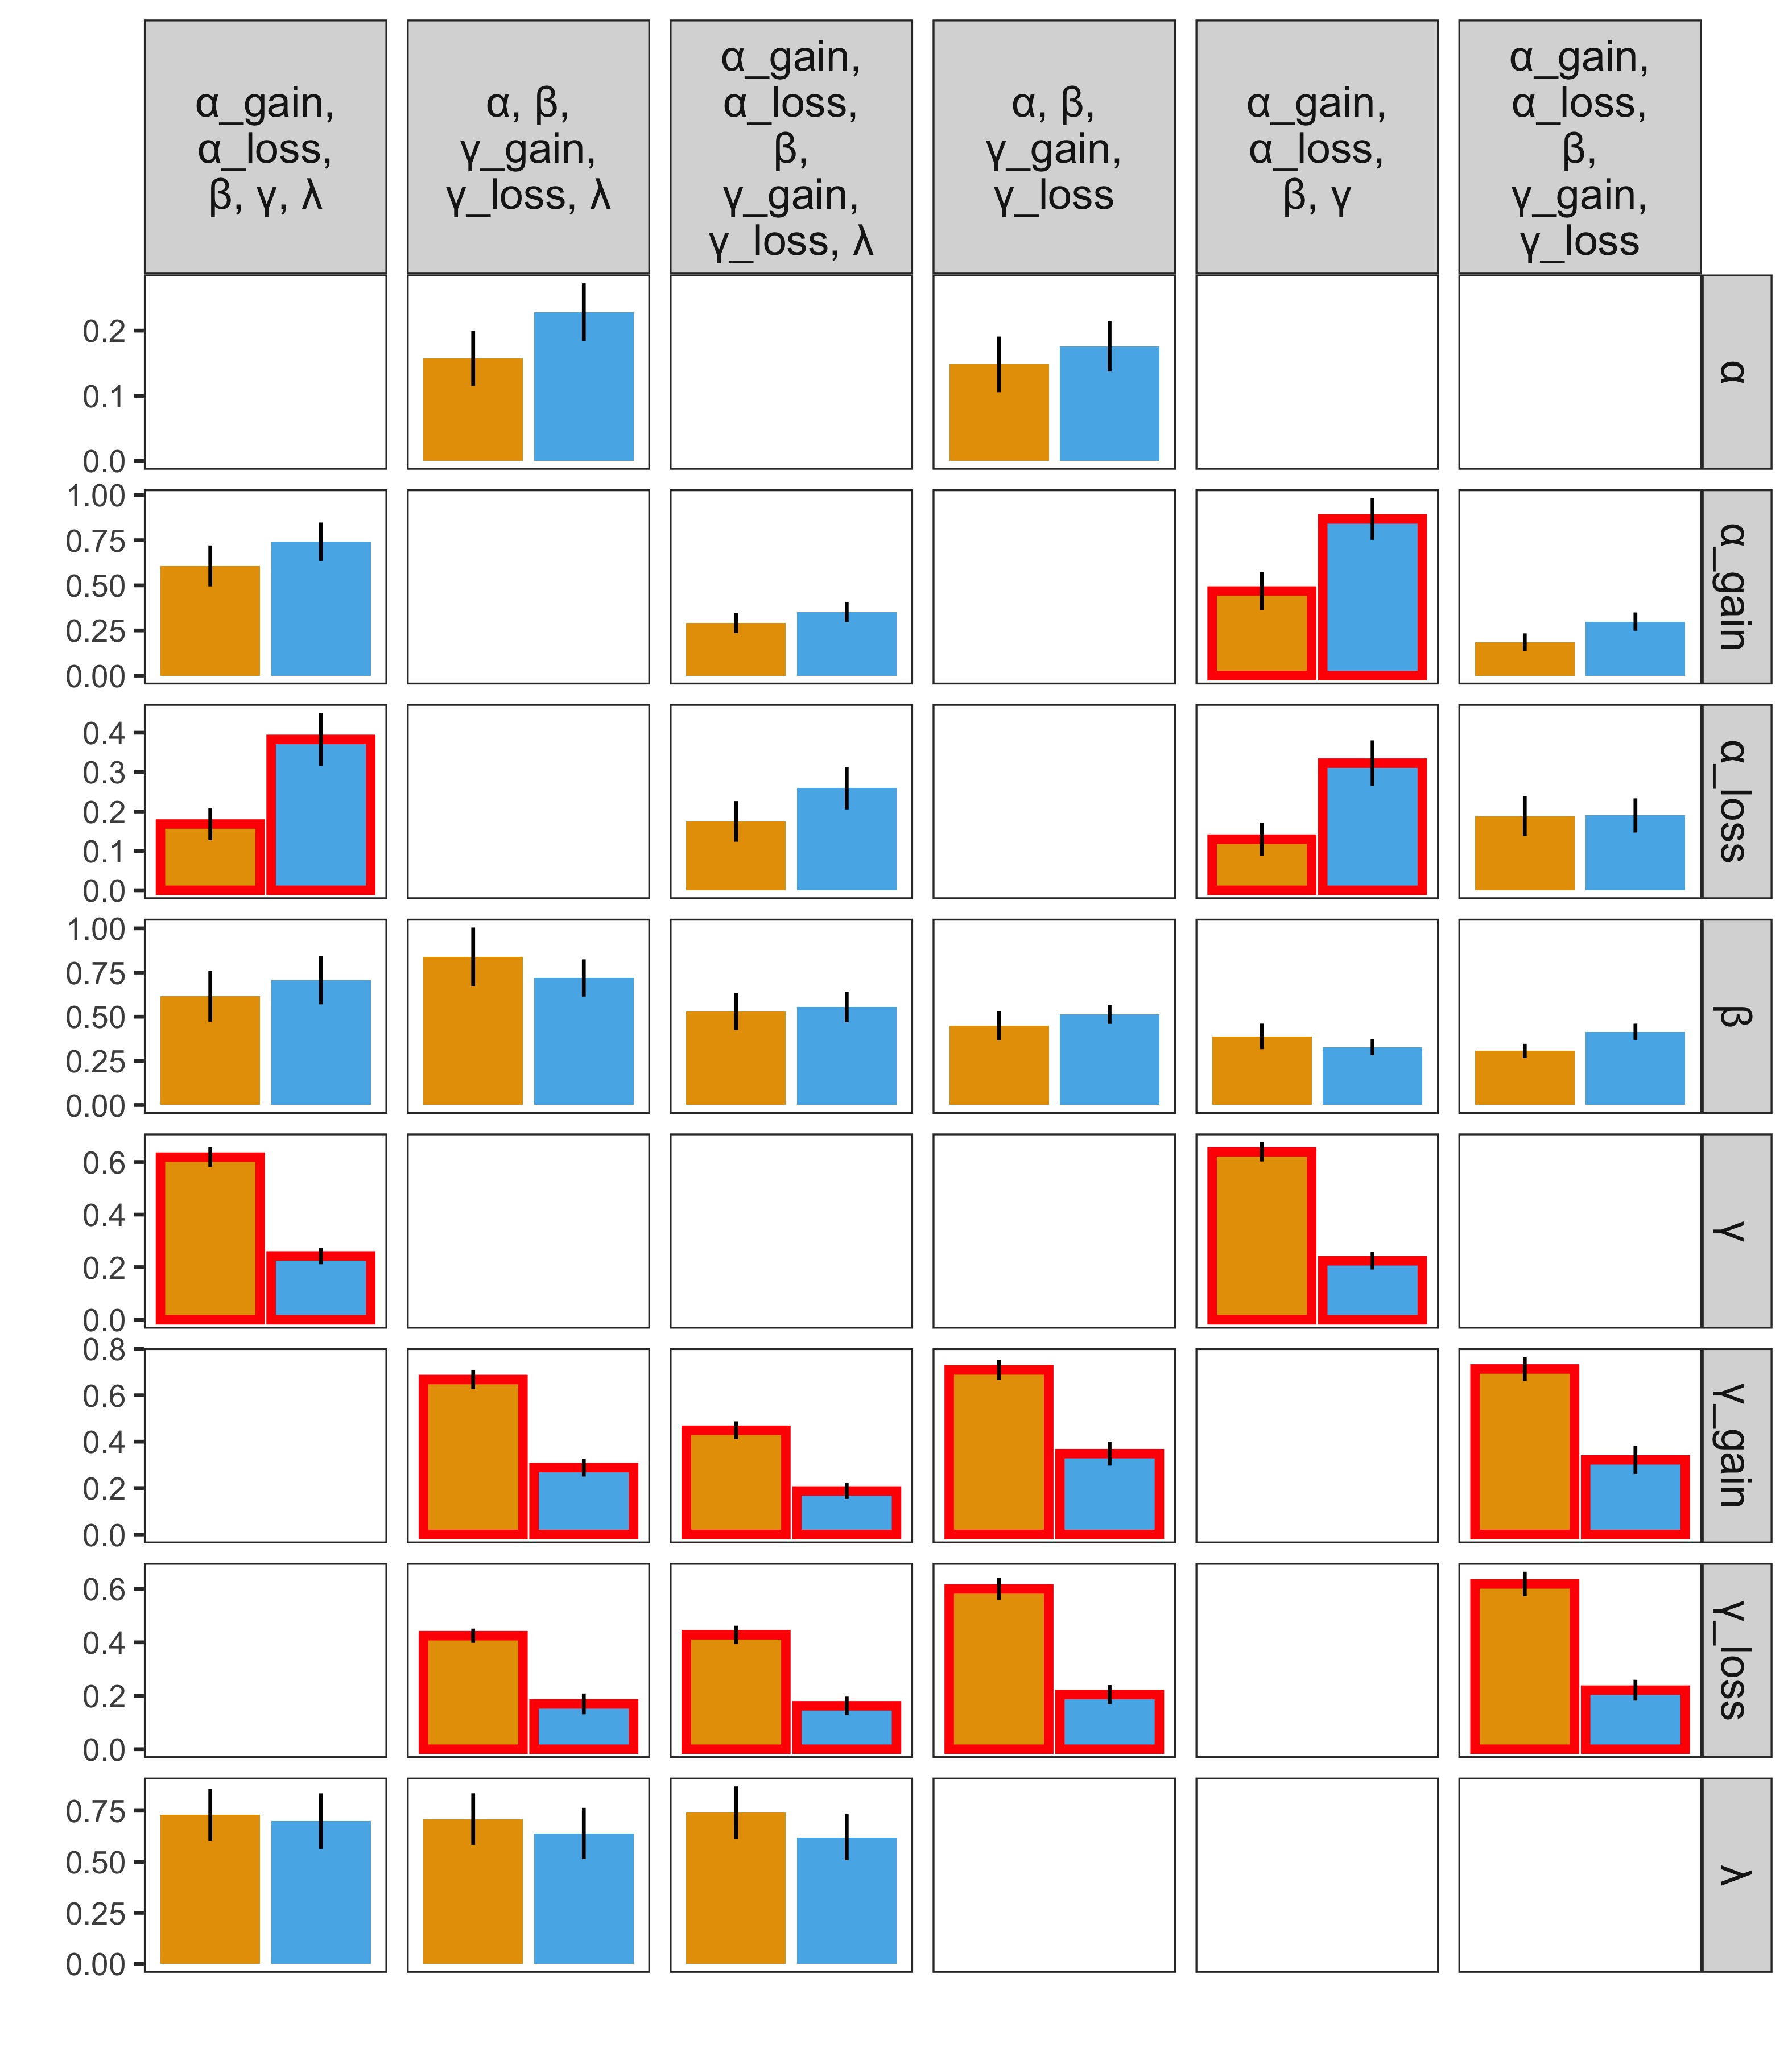 α_gain,
α_loss,
β, γ, λ
α, β,
γ_gain,
γ_loss, λ
α_gain,
α_loss,
β,
γ_gain,
γ_loss, λ
α, β,
γ_gain,
γ_loss
α_gain,
α_loss,
β, γ
α_gain,
α_loss,
β,
γ_gain,
γ_loss
0.2
0.1
0.0
α
1.00
0.75
0.50
0.25
0.00
α_gain
0.4
0.3
0.2
0.1
0.0
α_loss
1.00
0.75
0.50
0.25
0.00
β
0.6
0.4
0.2
0.0
γ
0.8
0.6
0.4
0.2
0.0
γ_gain
0.6
0.4
0.2
0.0
γ_loss
0.75
0.50
0.25
0.00
λ